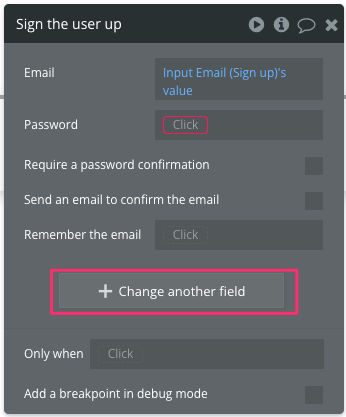 Sign the user up
Email
Input Email (Sign up)'s
value
Password
Click
Require a password confirmation
Send an email to confirm the email
Remember the email
Click
Change another field
Only when
Click
Add a breakpoint in debug mode